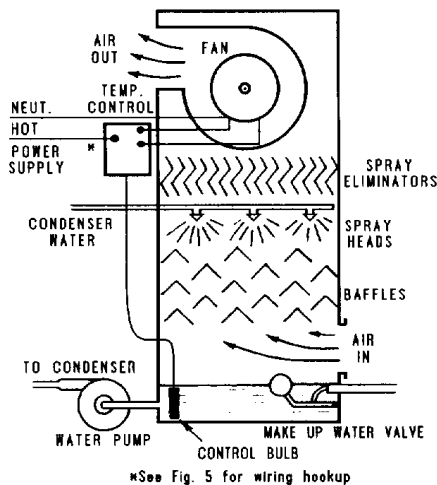 AIR
OUT
FAN
TEMP.
CONTROL
NEUT.
HOT
POWER
SUPPLY
*
SPRAY
ELIMINATORS
CONDENSER
WATER
SPRAY
HEADS
BAFFLES
AIR
IN
TO CONDENSER
WATER PUMP
CONTROL BULB
MAKE UP WATER VALVE
*See Fig. 5 for wiring hookup